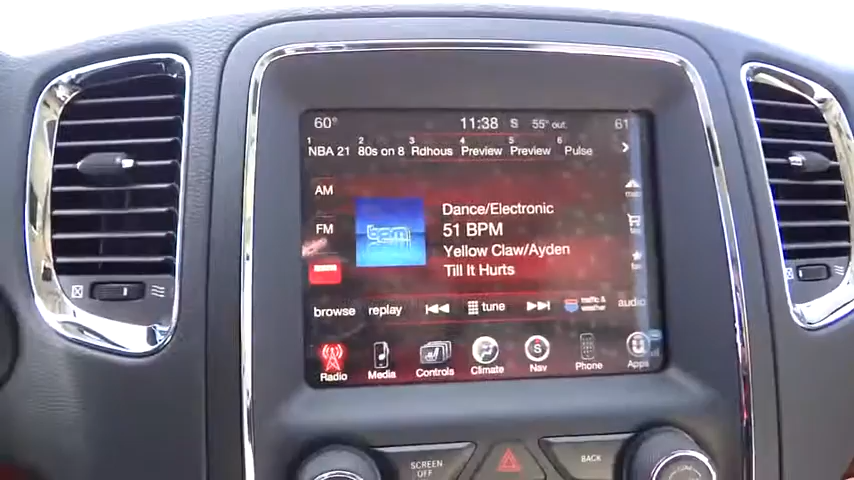 60° 11:38 S 55° out. 61
1 2 3 4 5 6
NBA 21 80s on 8 Rdhous Preview Preview Pulse
AM
FM
Dance/Electronic
51 BPM
Yellow Claw/Ayden
Till It Hurts
bpm
browse replay tune traffic & weather audio
Radio Media Controls Climate Nav Phone Apps
SCREEN OFF
BACK